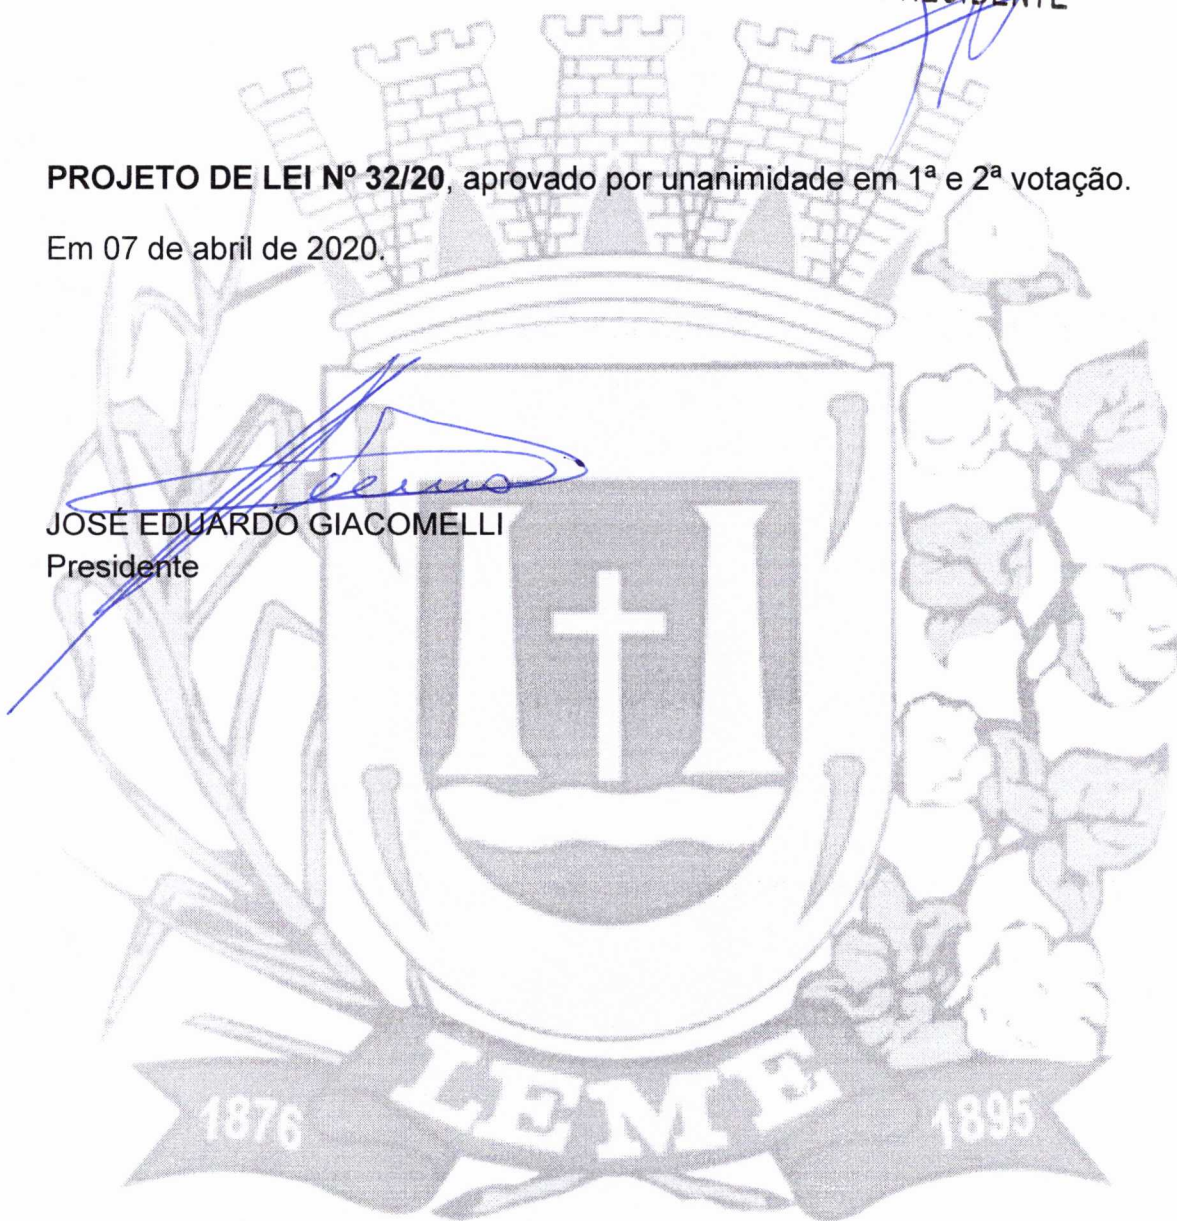 PRESIDENTE
PROJETO DE LEI Nº 32/20, aprovado por unanimidade em 1ª e 2ª votação.
Em 07 de abril de 2020.
JOSÉ EDUARDO GIACOMELLI
Presidente
1876 LEME 1895